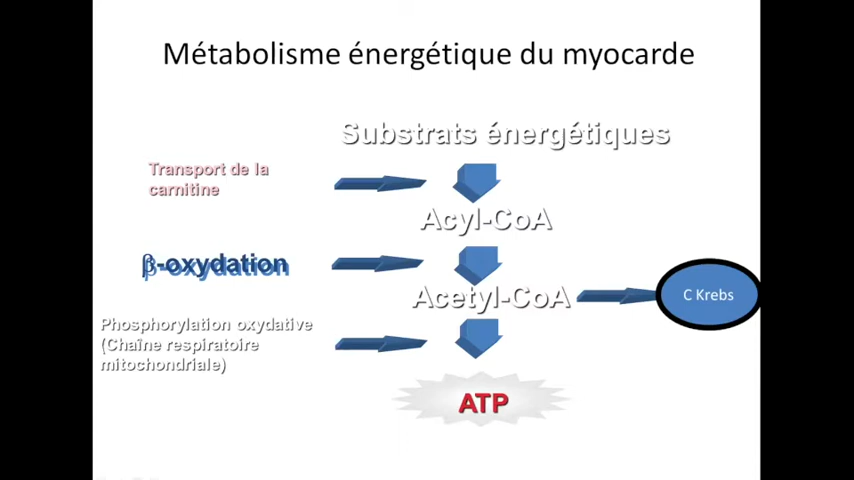 Métabolisme énergétique du myocarde
Substrats énergétiques
Transport de la
carnitine
Acyl-CoA
β-oxydation
Acetyl-CoA
C Krebs
Phosphorylation oxydative
(Chaîne respiratoire
mitochondriale)
ATP